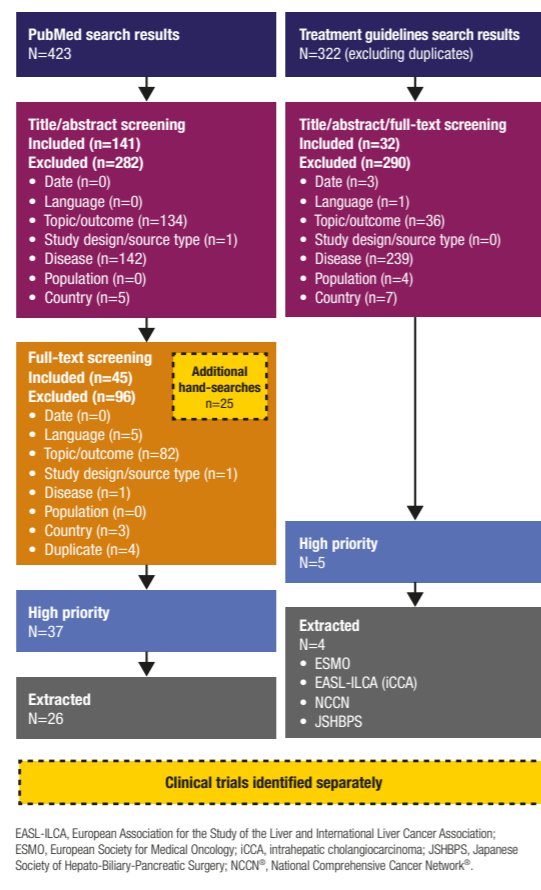 PubMed search results
N=423
Treatment guidelines search results
N=322 (excluding duplicates)
Title/abstract screening
Included (n=141)
Excluded (n=282)
• Date (n=0)
• Language (n=0)
• Topic/outcome (n=134)
• Study design/source type (n=1)
• Disease (n=142)
• Population (n=0)
• Country (n=5)
Title/abstract/full-text screening
Included (n=32)
Excluded (n=290)
• Date (n=3)
• Language (n=1)
• Topic/outcome (n=36)
• Study design/source type (n=0)
• Disease (n=239)
• Population (n=4)
• Country (n=7)
Full-text screening
Included (n=45)
Excluded (n=96)
• Date (n=0)
• Language (n=5)
• Topic/outcome (n=82)
• Study design/source type (n=1)
• Disease (n=1)
• Population (n=0)
• Country (n=3)
• Duplicate (n=4)
Additional
hand-searches
n=25
High priority
N=37
Extracted
N=26
High priority
N=5
Extracted
N=4
• ESMO
• EASL-ILCA (iCCA)
• NCCN
• JSHBPS
Clinical trials identified separately
EASL-ILCA, European Association for the Study of the Liver and International Liver Cancer Association;
ESMO, European Society for Medical Oncology; iCCA, intrahepatic cholangiocarcinoma; JSHBPS, Japanese
Society of Hepato-Biliary-Pancreatic Surgery; NCCN®, National Comprehensive Cancer Network®.